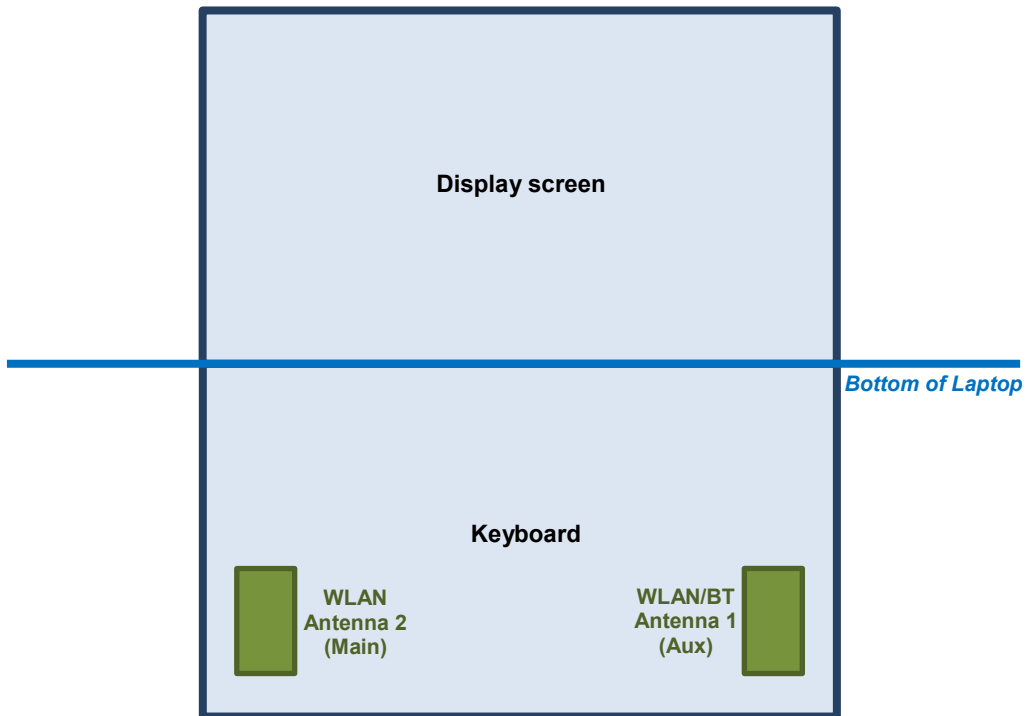 Display screen
Bottom of Laptop
Keyboard
WLAN
Antenna 2
(Main)
WLAN/BT
Antenna 1
(Aux)